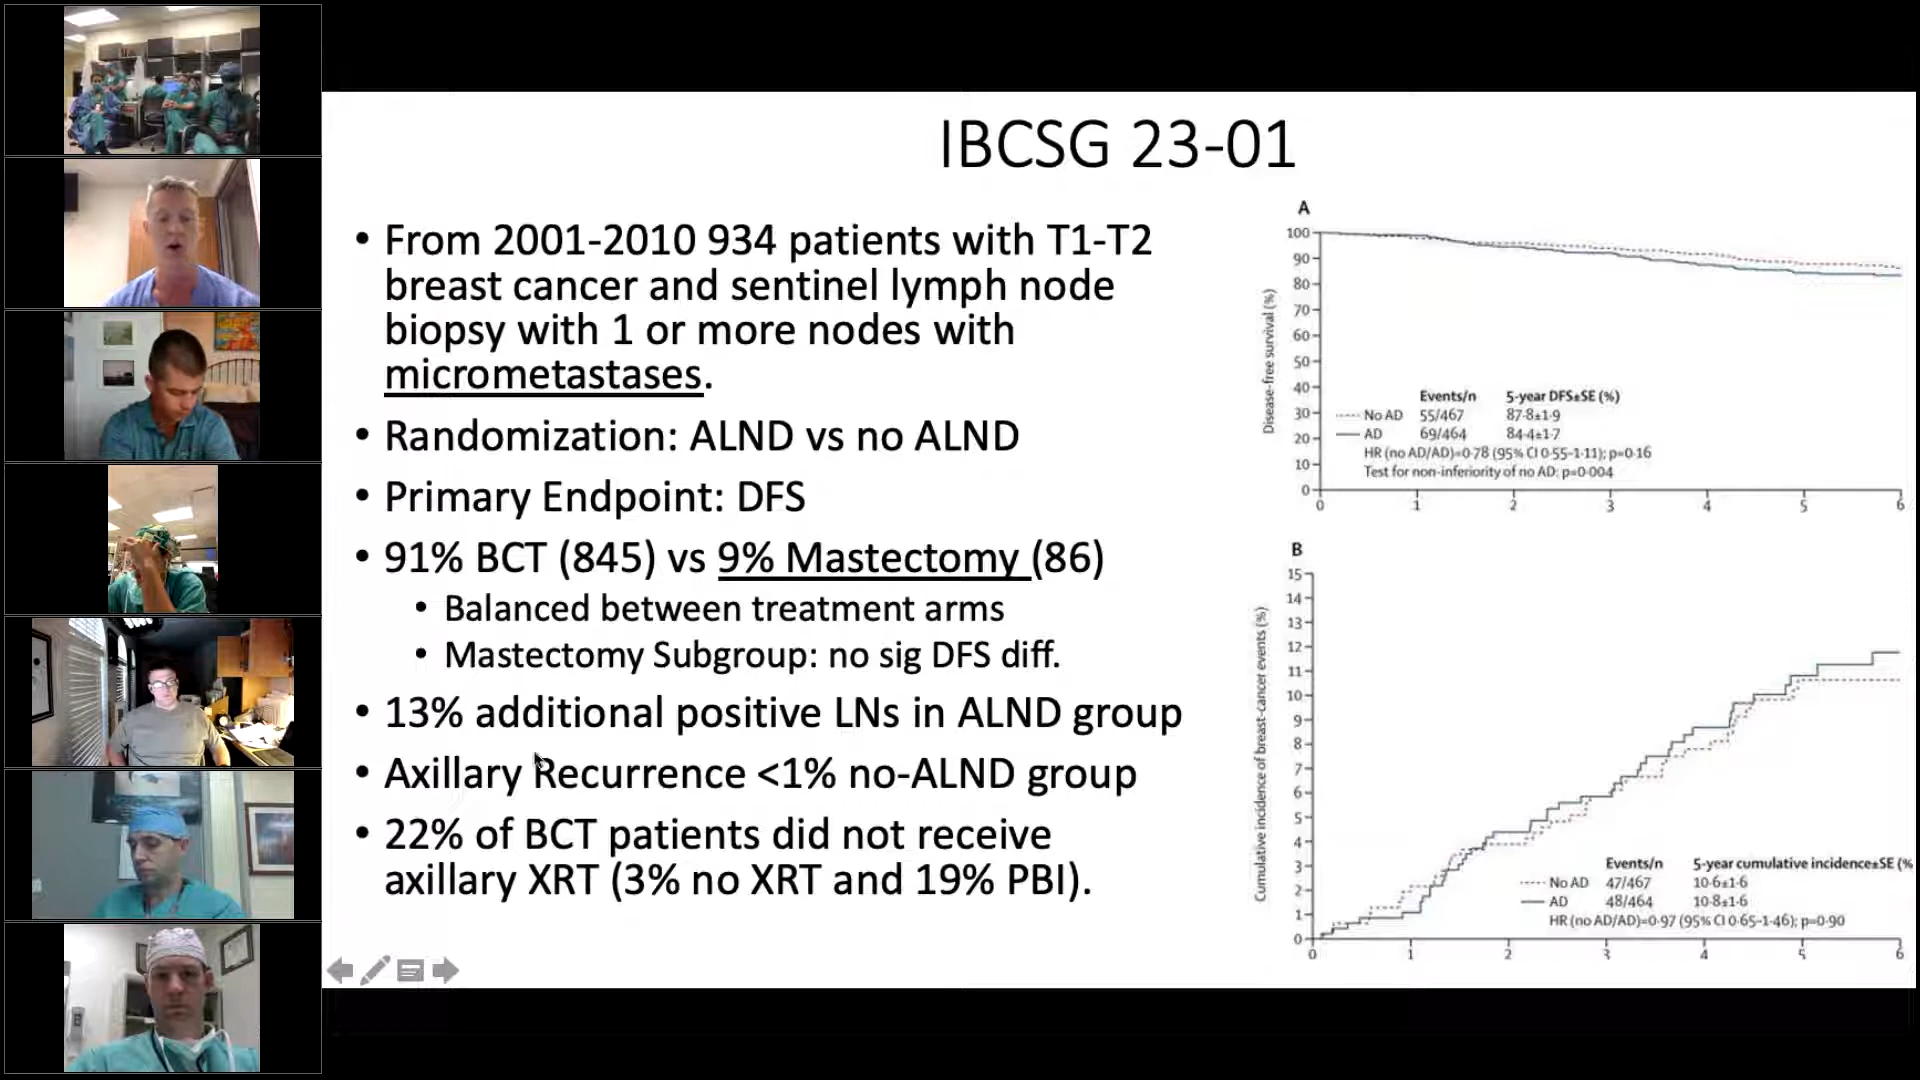 IBCSG 23-01
• From 2001-2010 934 patients with T1-T2
breast cancer and sentinel lymph node
biopsy with 1 or more nodes with
micrometastases.
• Randomization: ALND vs no ALND
• Primary Endpoint: DFS
• 91% BCT (845) vs 9% Mastectomy (86)
• Balanced between treatment arms
• Mastectomy Subgroup: no sig DFS diff.
• 13% additional positive LNs in ALND group
• Axillary Recurrence <1% no-ALND group
• 22% of BCT patients did not receive
axillary XRT (3% no XRT and 19% PBI).
A
Disease-free survival (%)
100
90
80
70
60
50
40
30
20
10
0
Events/n 5-year DFS±SE (%)
No AD 55/467 87·8±1·9
AD 69/464 84·4±1·7
HR (no AD/AD)=0·78 (95% CI 0·55-1·11); p=0·16
Test for non-inferiority of no AD: p=0·004
0 1 2 3 4 5 6
B
Cumulative incidence of breast-cancer events (%)
15
14
13
12
11
10
9
8
7
6
5
4
3
2
1
0
Events/n 5-year cumulative incidence±SE (%
No AD 47/467 10·6±1·6
AD 48/464 10·8±1·6
HR (no AD/AD)=0·97 (95% CI 0·65-1·46); p=0·90
0 1 2 3 4 5 6